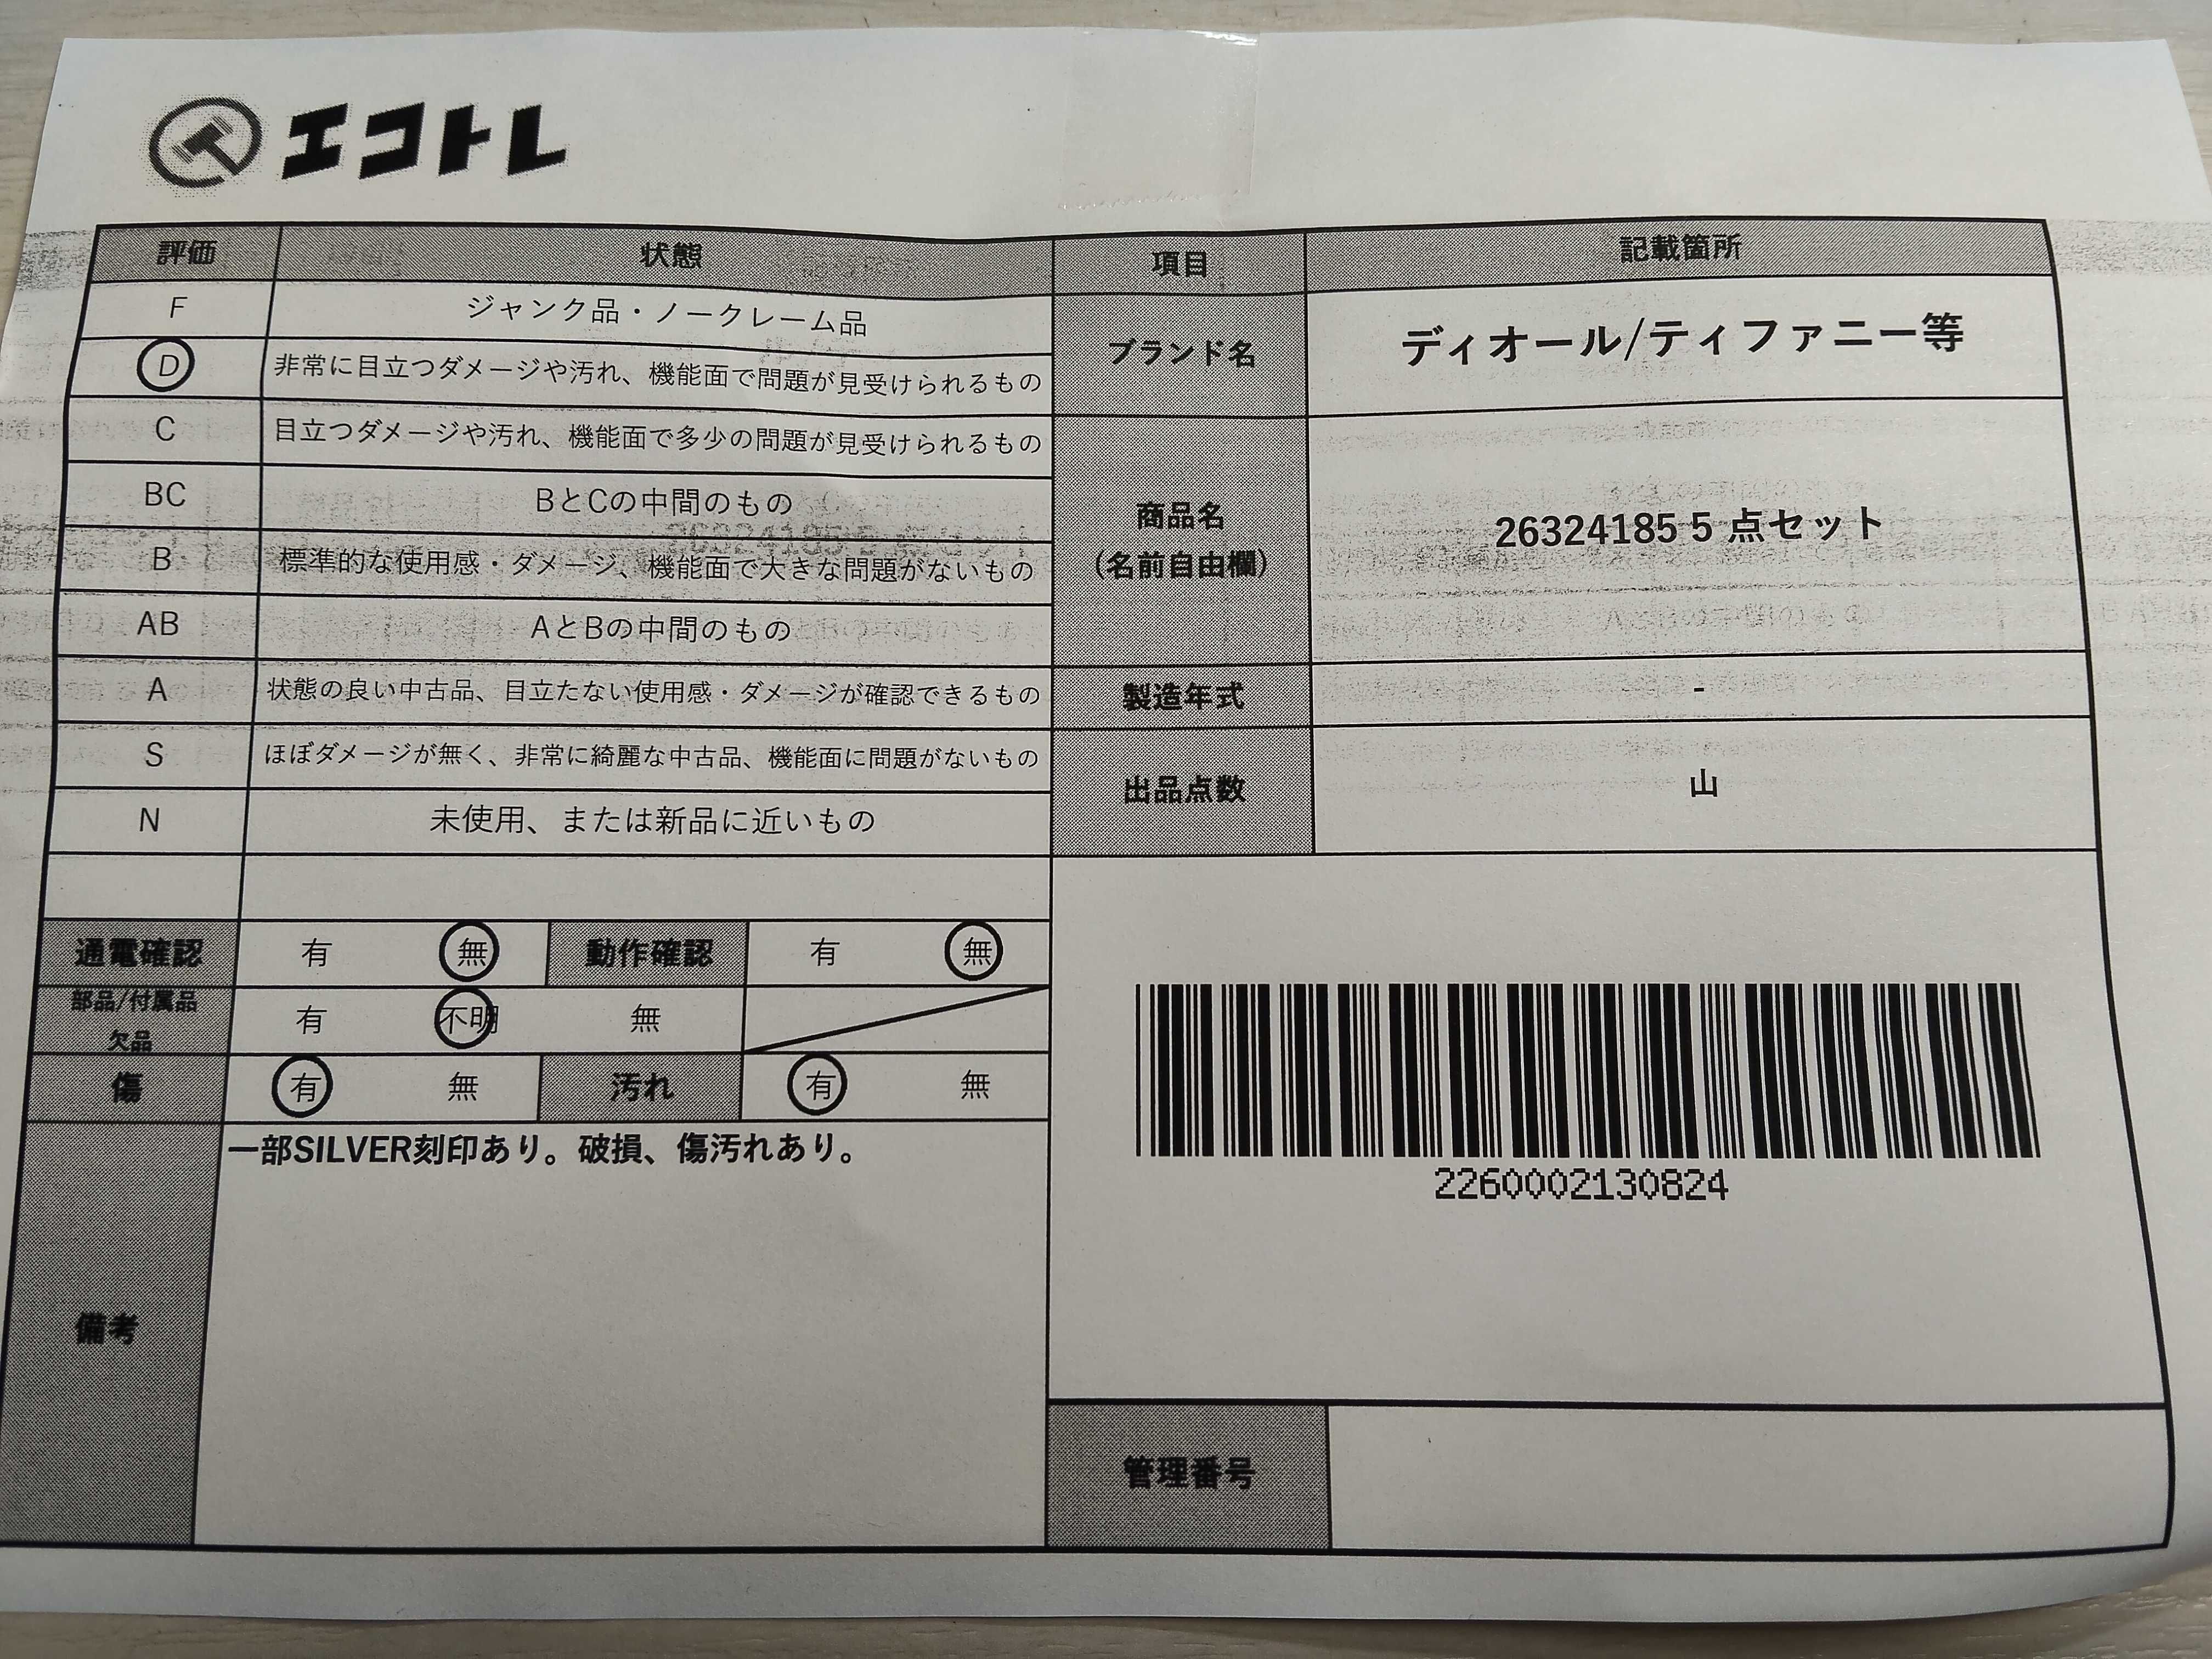 エコトレ
評価 状態 項目 記載箇所
F ジャンク品・ノークレーム品
D 非常に目立つダメージや汚れ、機能面で問題が見受けられるもの
C 目立つダメージや汚れ、機能面で多少の問題が見受けられるもの
BC BとCの中間のもの
B 標準的な使用感・ダメージ、機能面で大きな問題がないもの
AB AとBの中間のもの
A 状態の良い中古品、目立たない使用感・ダメージが確認できるもの
S ほぼダメージが無く、非常に綺麗な中古品、機能面に問題がないもの
N 未使用、または新品に近いもの
ブランド名 ディオール/ティファニー等
商品名
(名前自由欄)
26324185 5 点セット
製造年式 -
出品点数 山
通電確認 有 無 動作確認 有 無
部品/付属品
欠品
有 不明 無
傷 有 無 汚れ 有 無
備考
一部SILVER刻印あり。破損、傷汚れあり。
2260002130824
管理番号